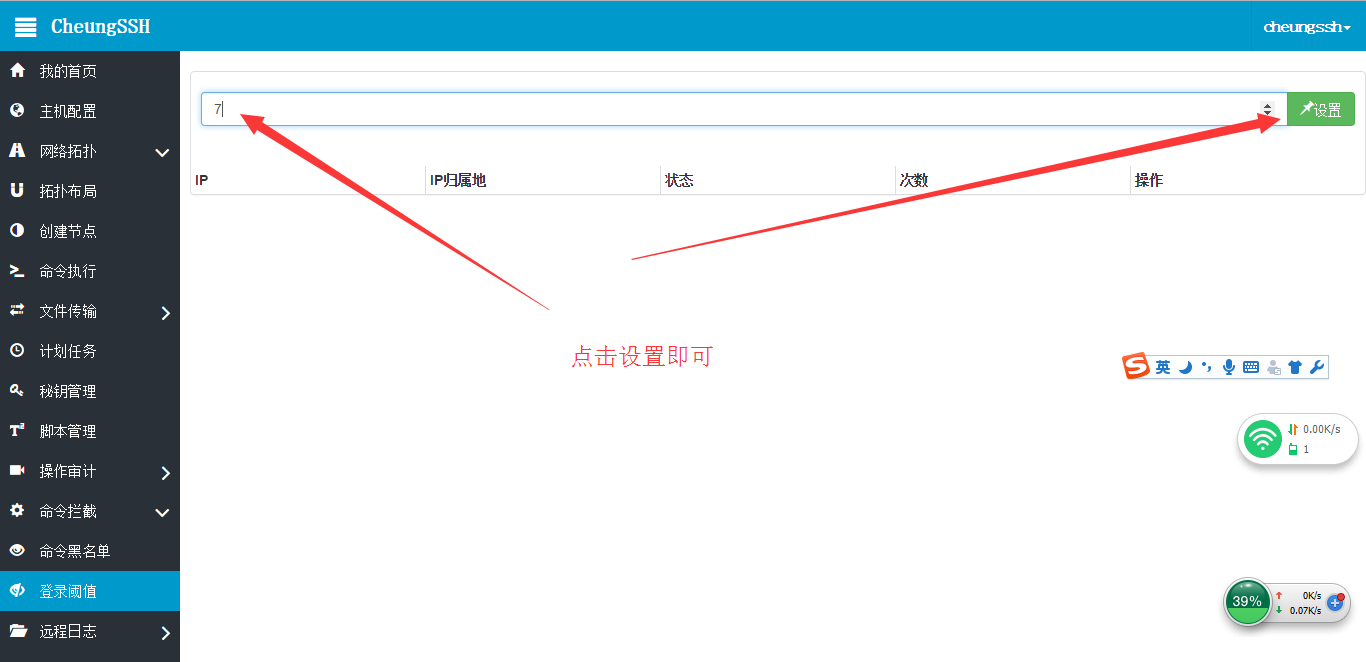 CheungSSH
cheungssh
我的首页
主机配置
网络拓扑
拓扑布局
创建节点
命令执行
文件传输
计划任务
秘钥管理
脚本管理
操作审计
命令拦截
命令黑名单
登录阈值
远程日志
7
设置
IP IP归属地 状态 次数 操作
点击设置即可
S 英
0.00K/s
1
39%
0K/s
0.07K/s